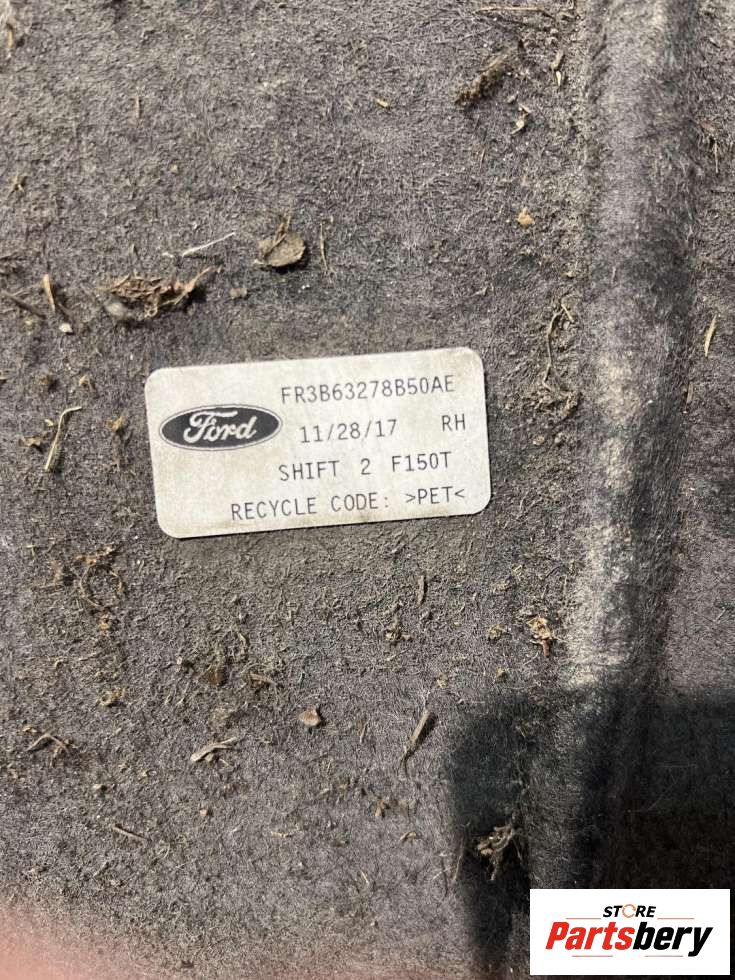 FR3B63278B50AE
Ford
11/28/17 RH
SHIFT 2 F150T
RECYCLE CODE: >PET<
STORE
Partsbery